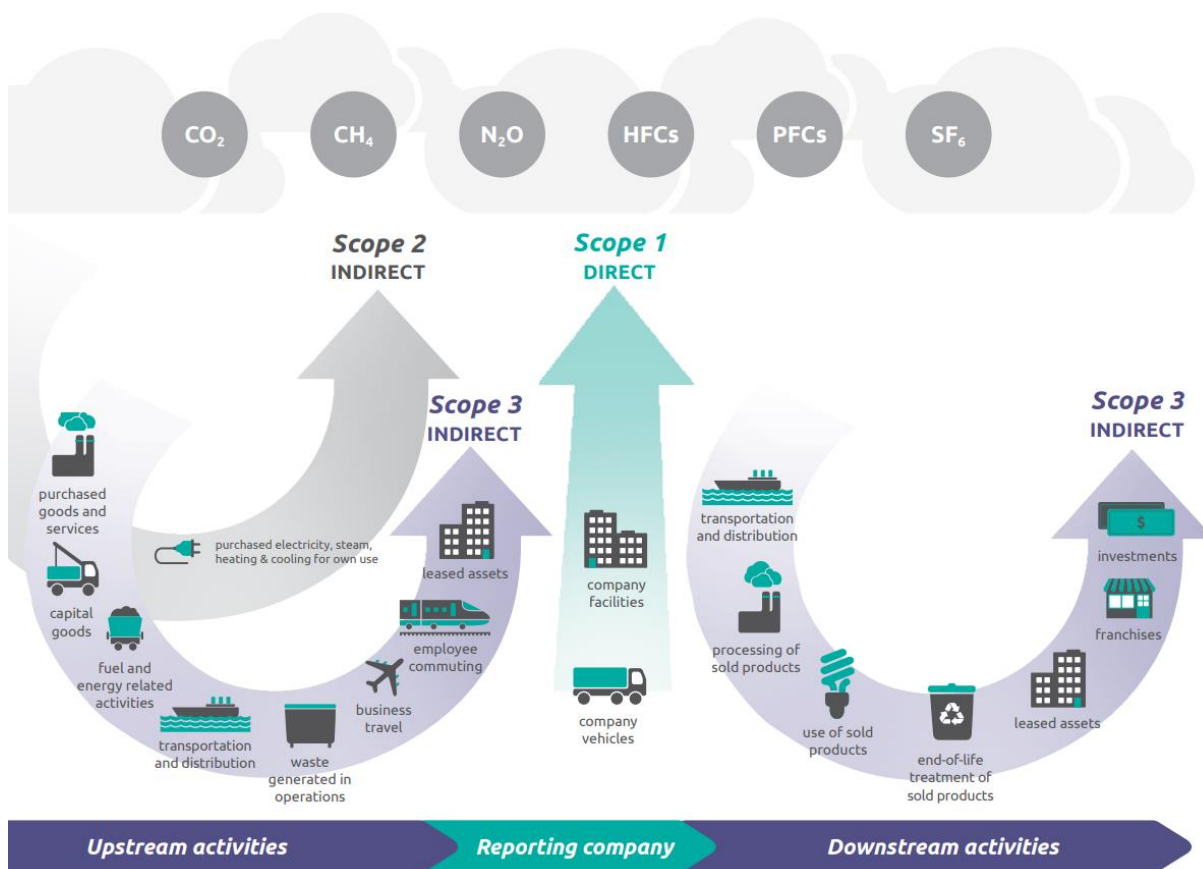 CO₂
CH₄
N₂O
HFCs
PFCs
SF₆
Scope 2
INDIRECT
Scope 1
DIRECT
Scope 3
INDIRECT
Scope 3
INDIRECT
purchased
goods and
services
capital
goods
fuel and
energy related
activities
transportation
and distribution
waste
generated in
operations
business
travel
employee
commuting
leased assets
purchased electricity, steam,
heating & cooling for own use
company
facilities
company
vehicles
transportation
and distribution
processing of
sold products
use of sold
products
end-of-life
treatment of
sold products
leased assets
franchises
investments
$
Upstream activities
Reporting company
Downstream activities